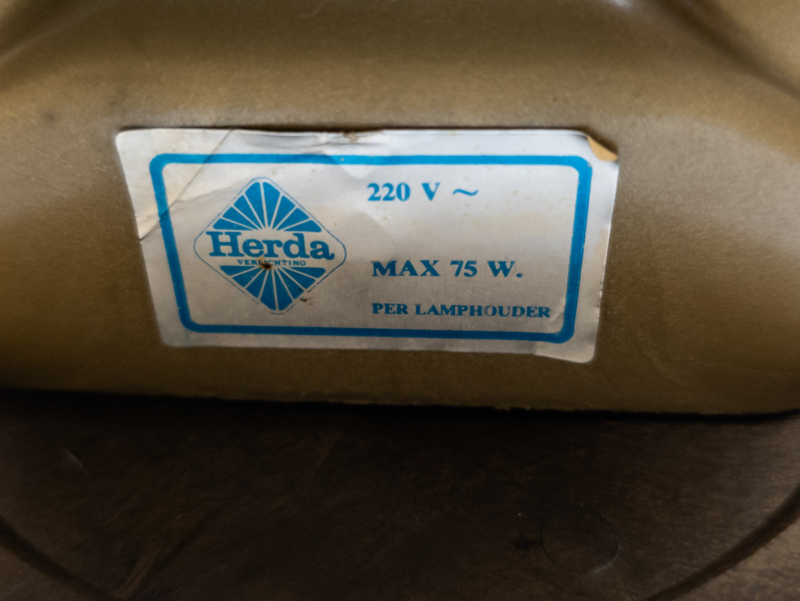 Herda
VERLICHTING
220 V ~
MAX 75 W.
PER LAMPHOUDER